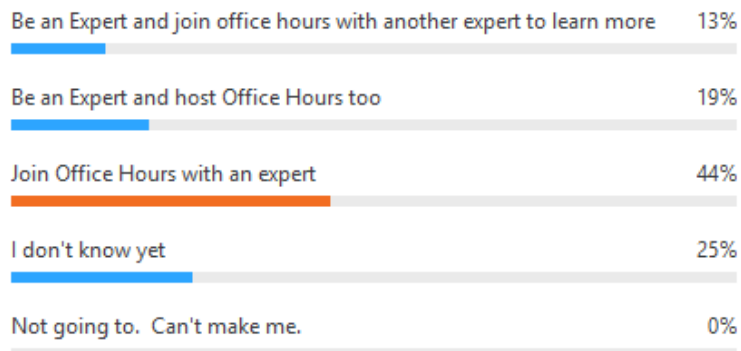 Be an Expert and join office hours with another expert to learn more 13%
Be an Expert and host Office Hours too 19%
Join Office Hours with an expert 44%
I don't know yet 25%
Not going to.  Can't make me. 0%